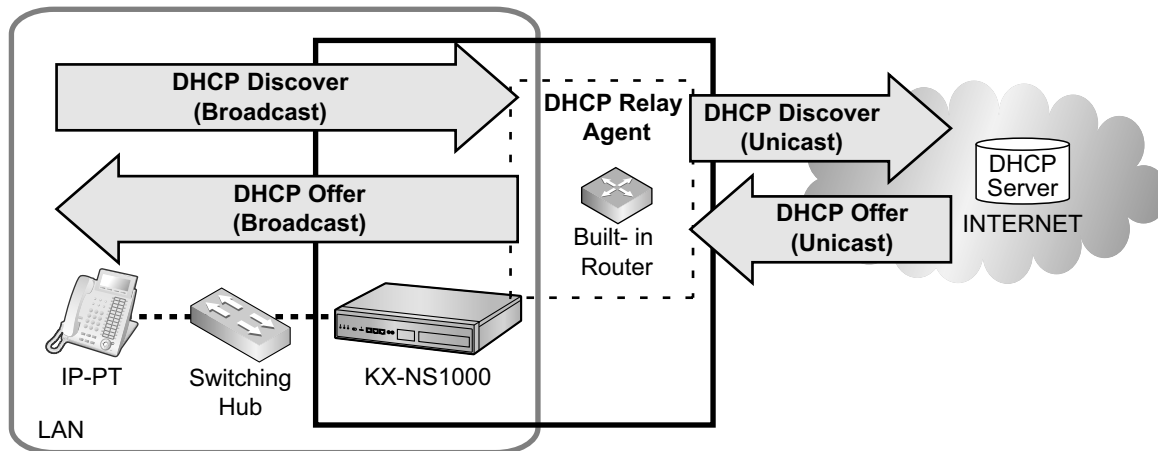 DHCP Discover
(Broadcast)
DHCP Relay
Agent
DHCP Discover
(Unicast)
DHCP
Server
INTERNET
DHCP Offer
(Broadcast)
Built- in
Router
DHCP Offer
(Unicast)
IP-PT
Switching
Hub
KX-NS1000
LAN